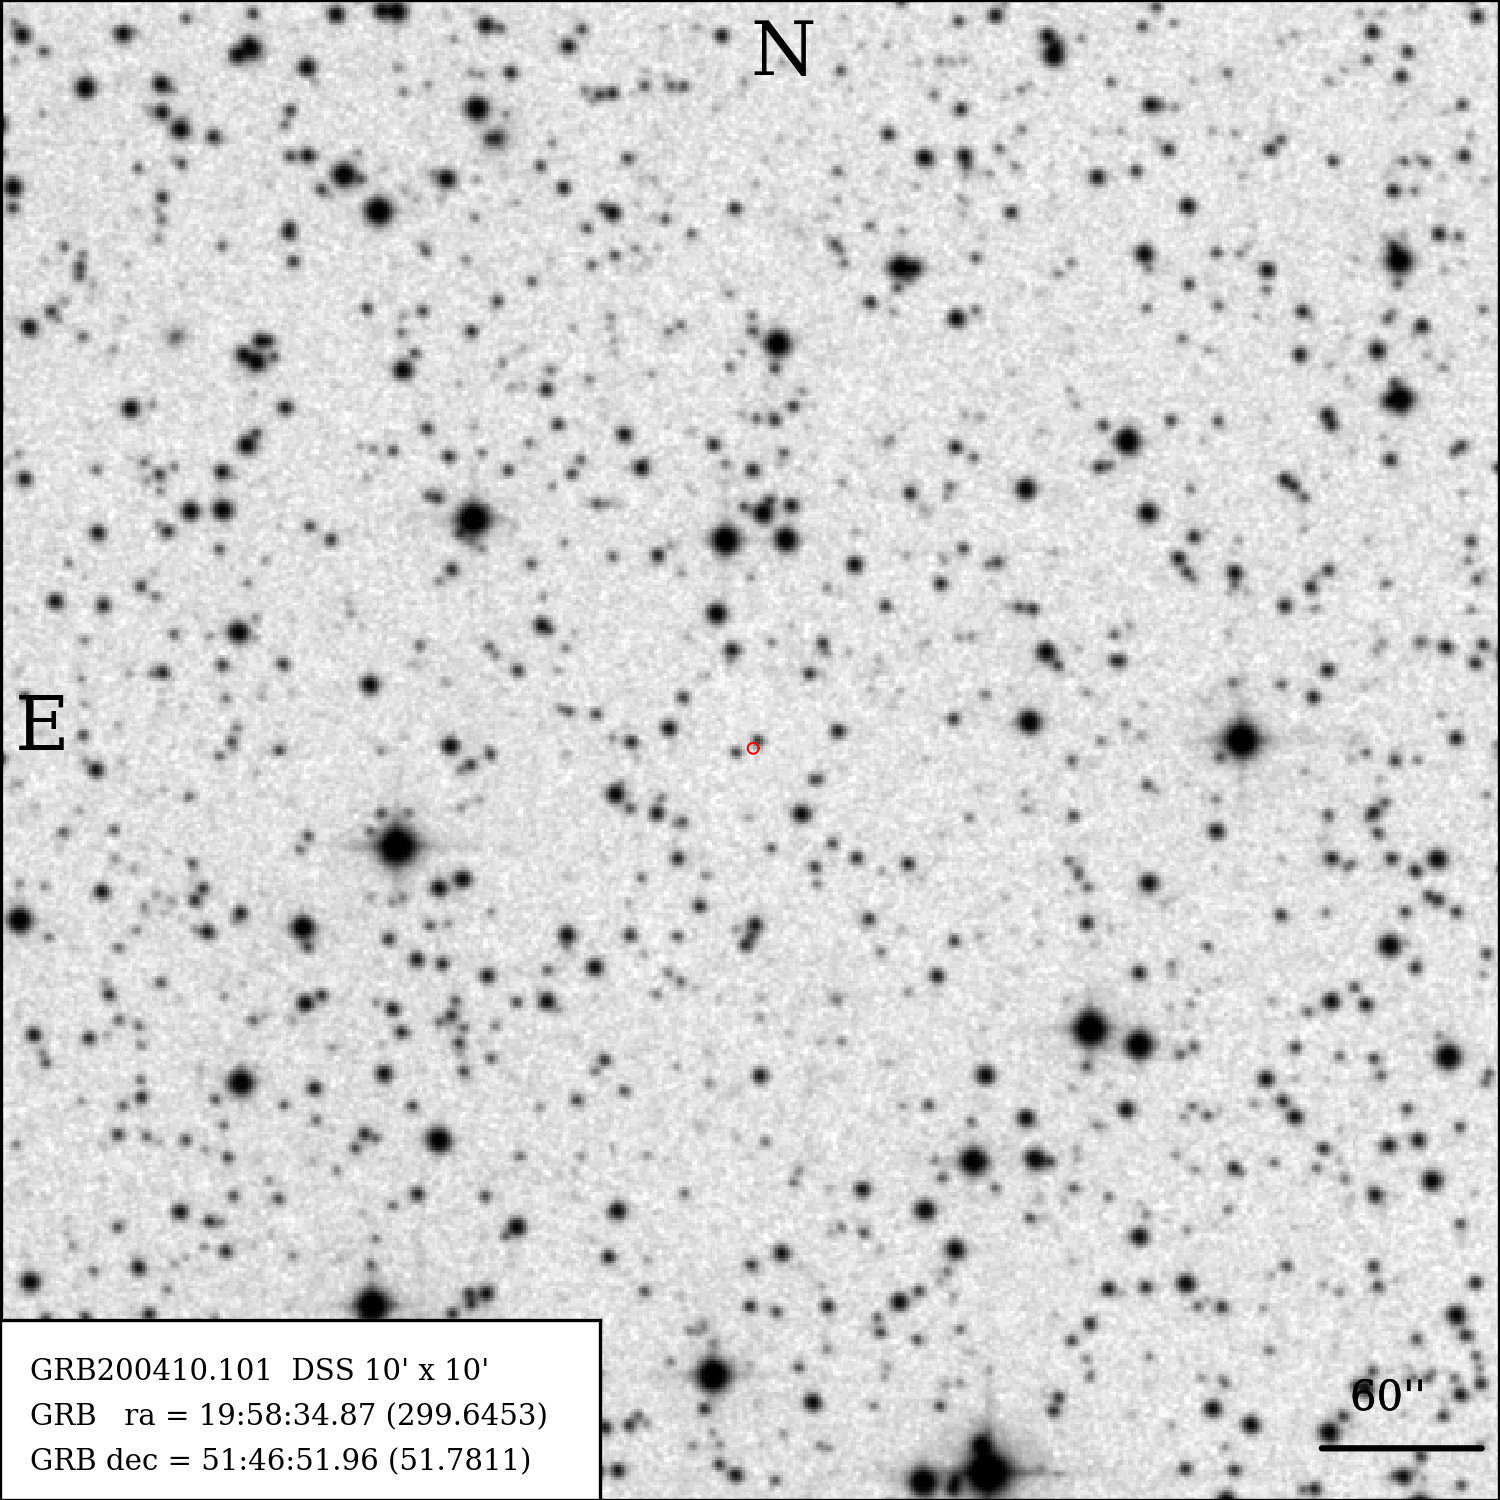 N
E
GRB200410.101 DSS 10' x 10'
GRB ra = 19:58:34.87 (299.6453)
GRB dec = 51:46:51.96 (51.7811)
60''